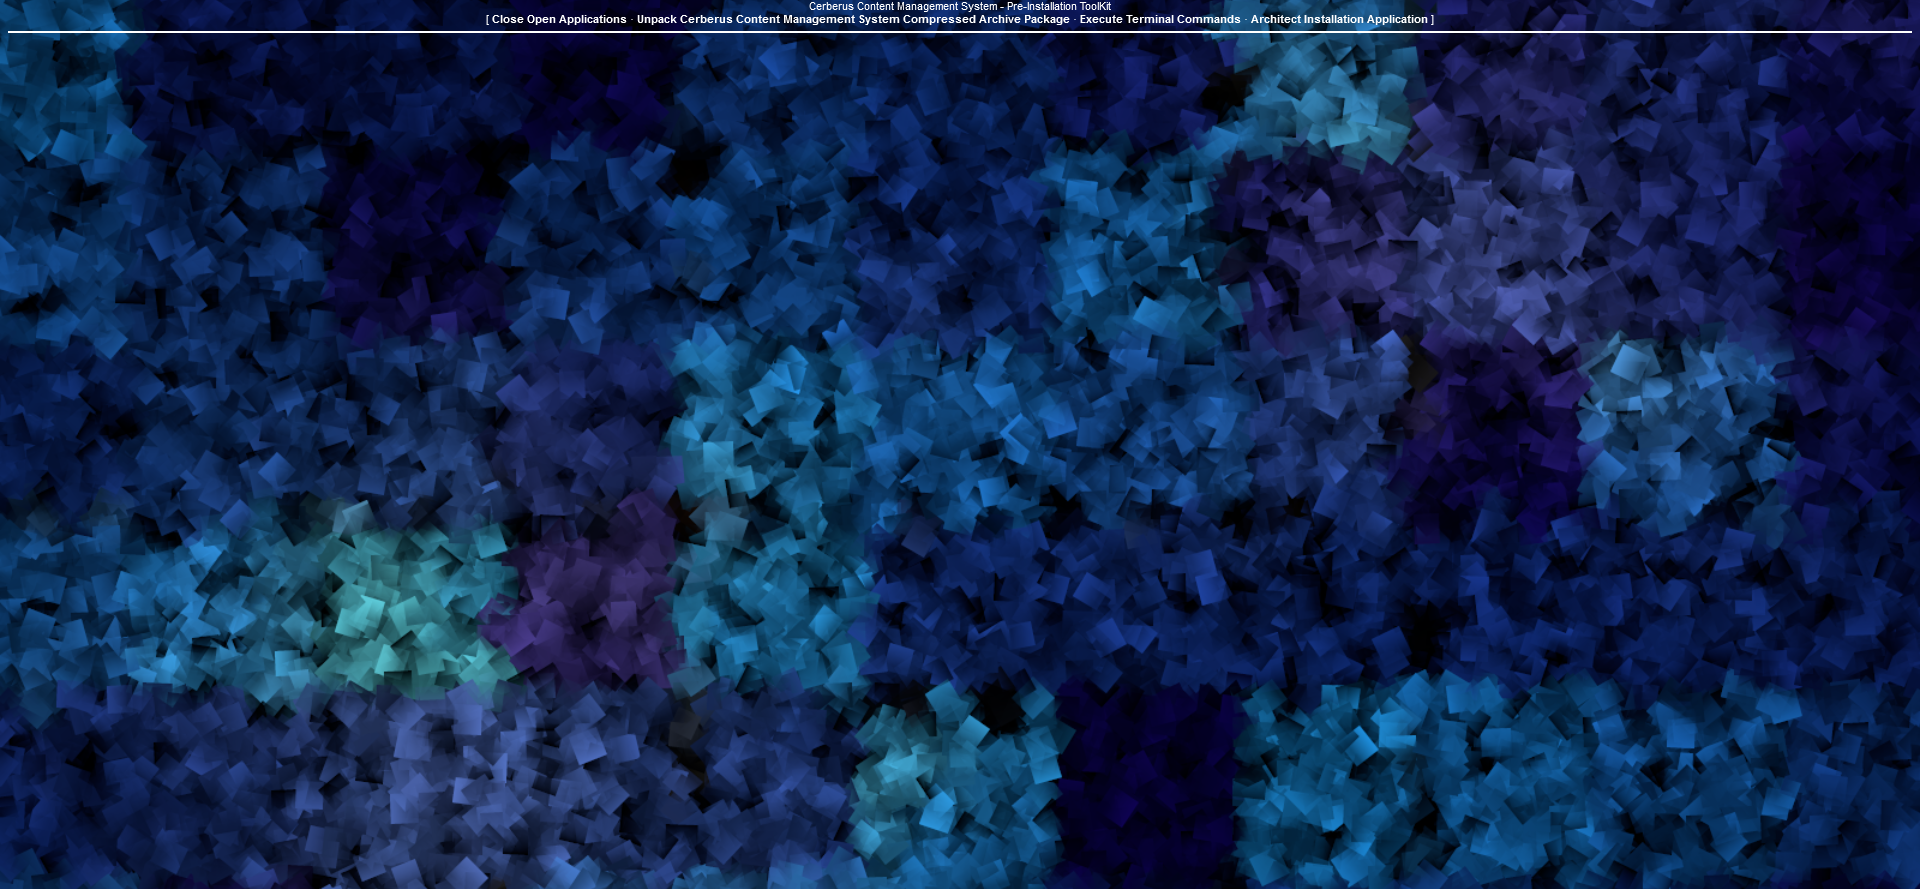 Cerberus Content Management System - Pre-Installation ToolKit
[ Close Open Applications · Unpack Cerberus Content Management System Compressed Archive Package · Execute Terminal Commands · Architect Installation Application ]